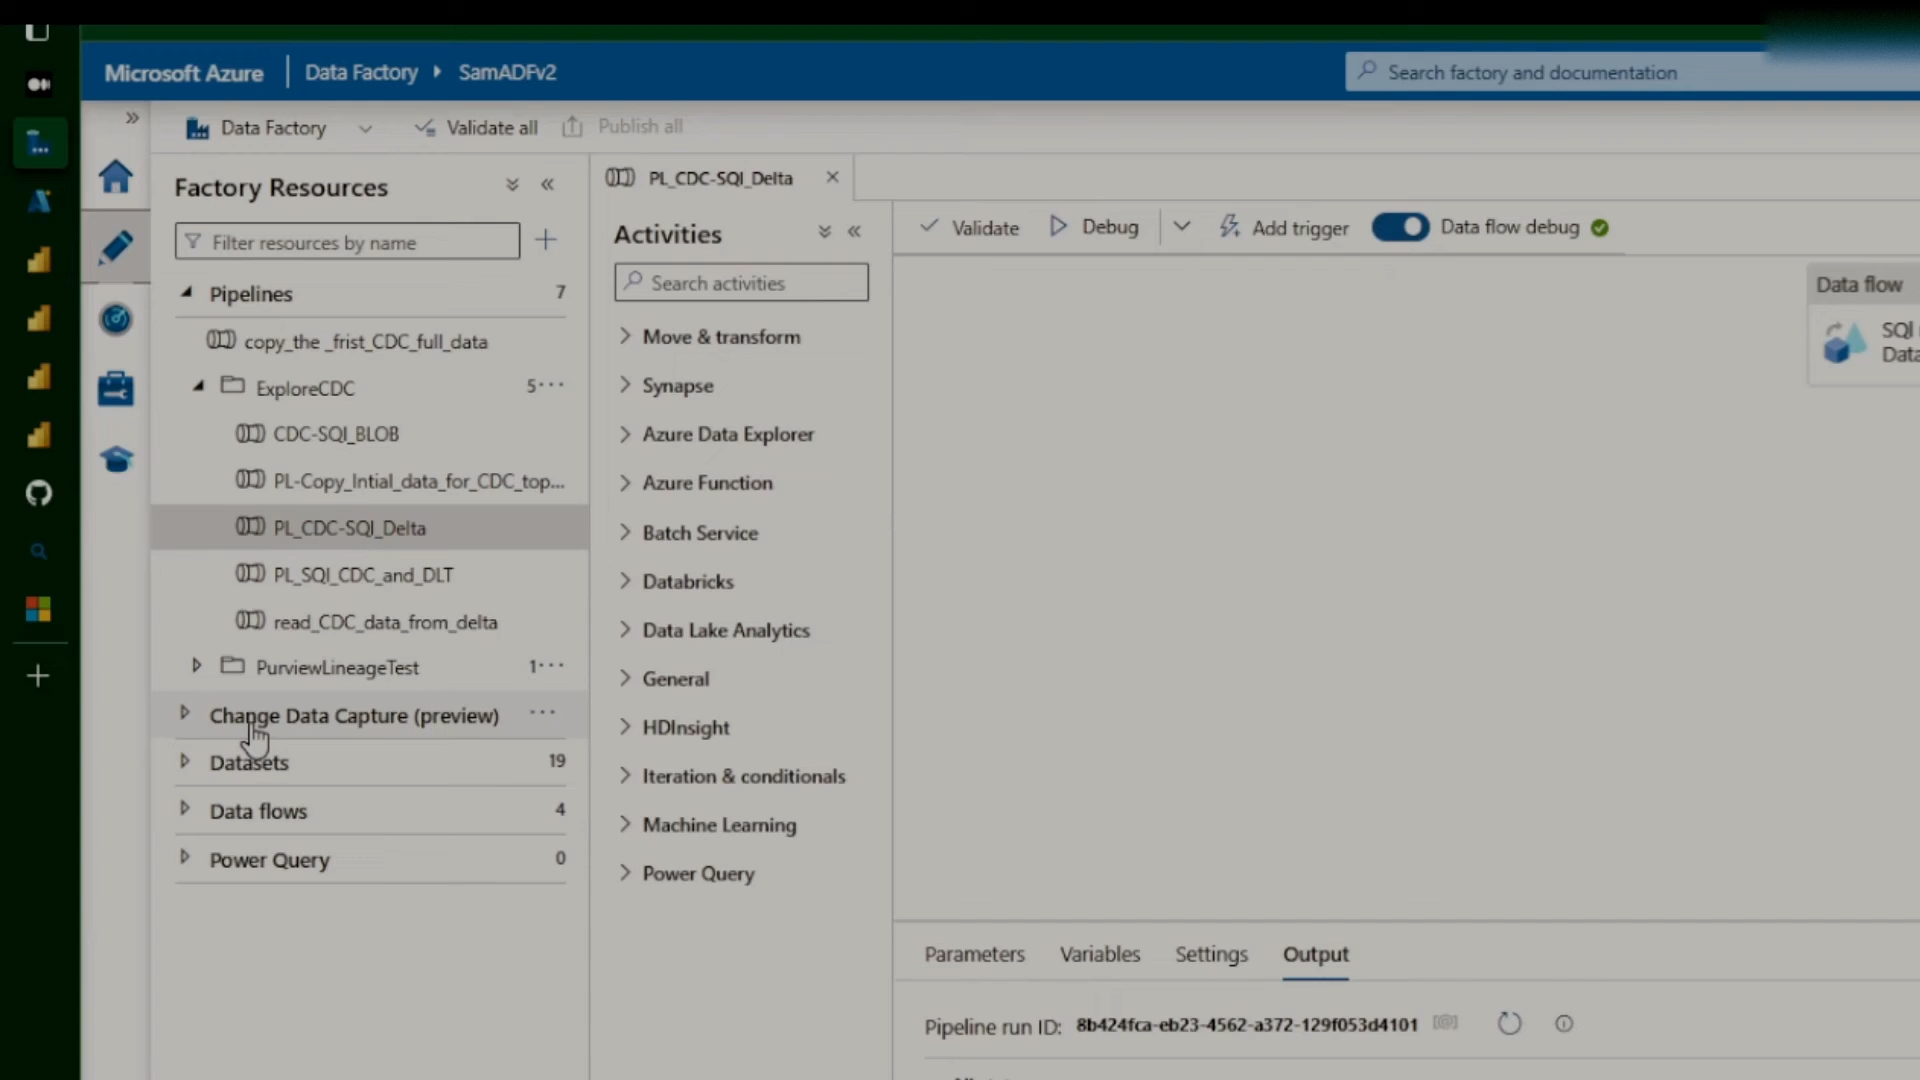 Microsoft Azure
Data Factory
SamADFv2
Search factory and documentation
Data Factory
Validate all
Publish all
Factory Resources
Filter resources by name
Pipelines 7
copy_the _frist_CDC_full_data
ExploreCDC 5
CDC-SQl_BLOB
PL-Copy_Intial_data_for_CDC_top...
PL_CDC-SQl_Delta
PL_SQl_CDC_and_DLT
read_CDC_data_from_delta
PurviewLineageTest 1
Change Data Capture (preview)
Datasets 19
Data flows 4
Power Query 0
PL_CDC-SQl_Delta
Activities
Search activities
Move & transform
Synapse
Azure Data Explorer
Azure Function
Batch Service
Databricks
Data Lake Analytics
General
HDInsight
Iteration & conditionals
Machine Learning
Power Query
Validate
Debug
Add trigger
Data flow debug
Data flow
SQl
Data
Parameters
Variables
Settings
Output
Pipeline run ID: 8b424fca-eb23-4562-a372-129f053d4101